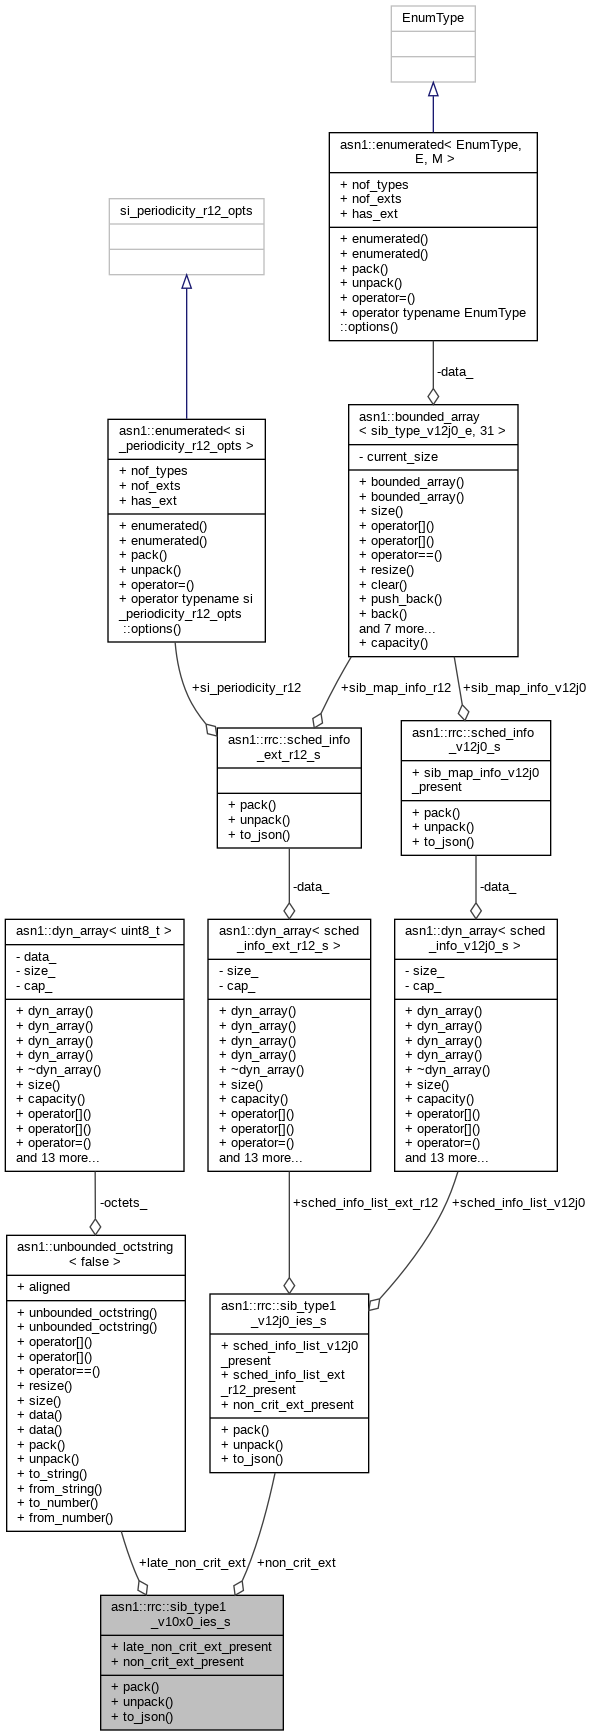 EnumType
asn1::enumerated< EnumType,
E, M >
+ nof_types
+ nof_exts
+ has_ext
+ enumerated()
+ enumerated()
+ pack()
+ unpack()
+ operator=()
+ operator typename EnumType
::options()
si_periodicity_r12_opts
-data_
asn1::enumerated< si
_periodicity_r12_opts >
+ nof_types
+ nof_exts
+ has_ext
+ enumerated()
+ enumerated()
+ pack()
+ unpack()
+ operator=()
+ operator typename si
_periodicity_r12_opts
::options()
asn1::bounded_array
< sib_type_v12j0_e, 31 >
- current_size
+ bounded_array()
+ bounded_array()
+ size()
+ operator[]()
+ operator[]()
+ operator==()
+ resize()
+ clear()
+ push_back()
+ back()
and 7 more...
+ capacity()
+si_periodicity_r12
+sib_map_info_r12
+sib_map_info_v12j0
asn1::rrc::sched_info
_ext_r12_s
+ pack()
+ unpack()
+ to_json()
asn1::rrc::sched_info
_v12j0_s
+ sib_map_info_v12j0
_present
+ pack()
+ unpack()
+ to_json()
-data_
-data_
asn1::dyn_array< uint8_t >
- data_
- size_
- cap_
+ dyn_array()
+ dyn_array()
+ dyn_array()
+ dyn_array()
+ ~dyn_array()
+ size()
+ capacity()
+ operator[]()
+ operator[]()
+ operator=()
and 13 more...
asn1::dyn_array< sched
_info_ext_r12_s >
- size_
- cap_
+ dyn_array()
+ dyn_array()
+ dyn_array()
+ dyn_array()
+ ~dyn_array()
+ size()
+ capacity()
+ operator[]()
+ operator[]()
+ operator=()
and 13 more...
asn1::dyn_array< sched
_info_v12j0_s >
- size_
- cap_
+ dyn_array()
+ dyn_array()
+ dyn_array()
+ dyn_array()
+ ~dyn_array()
+ size()
+ capacity()
+ operator[]()
+ operator[]()
+ operator=()
and 13 more...
-octets_
+sched_info_list_ext_r12
+sched_info_list_v12j0
asn1::unbounded_octstring
< false >
+ aligned
+ unbounded_octstring()
+ unbounded_octstring()
+ operator[]()
+ operator[]()
+ operator==()
+ resize()
+ size()
+ data()
+ data()
+ pack()
+ unpack()
+ to_string()
+ from_string()
+ to_number()
+ from_number()
asn1::rrc::sib_type1
_v12j0_ies_s
+ sched_info_list_v12j0
_present
+ sched_info_list_ext
_r12_present
+ non_crit_ext_present
+ pack()
+ unpack()
+ to_json()
+late_non_crit_ext
+non_crit_ext
asn1::rrc::sib_type1
_v10x0_ies_s
+ late_non_crit_ext_present
+ non_crit_ext_present
+ pack()
+ unpack()
+ to_json()